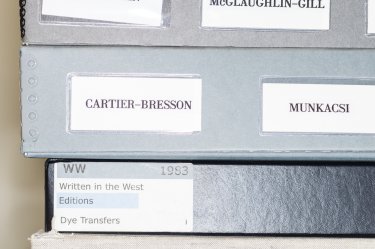 McGLAUGHLIN-GILL
CARTIER-BRESSON
MUNKACSI
WW 1983
Written in the West
Editions
Dye Transfers